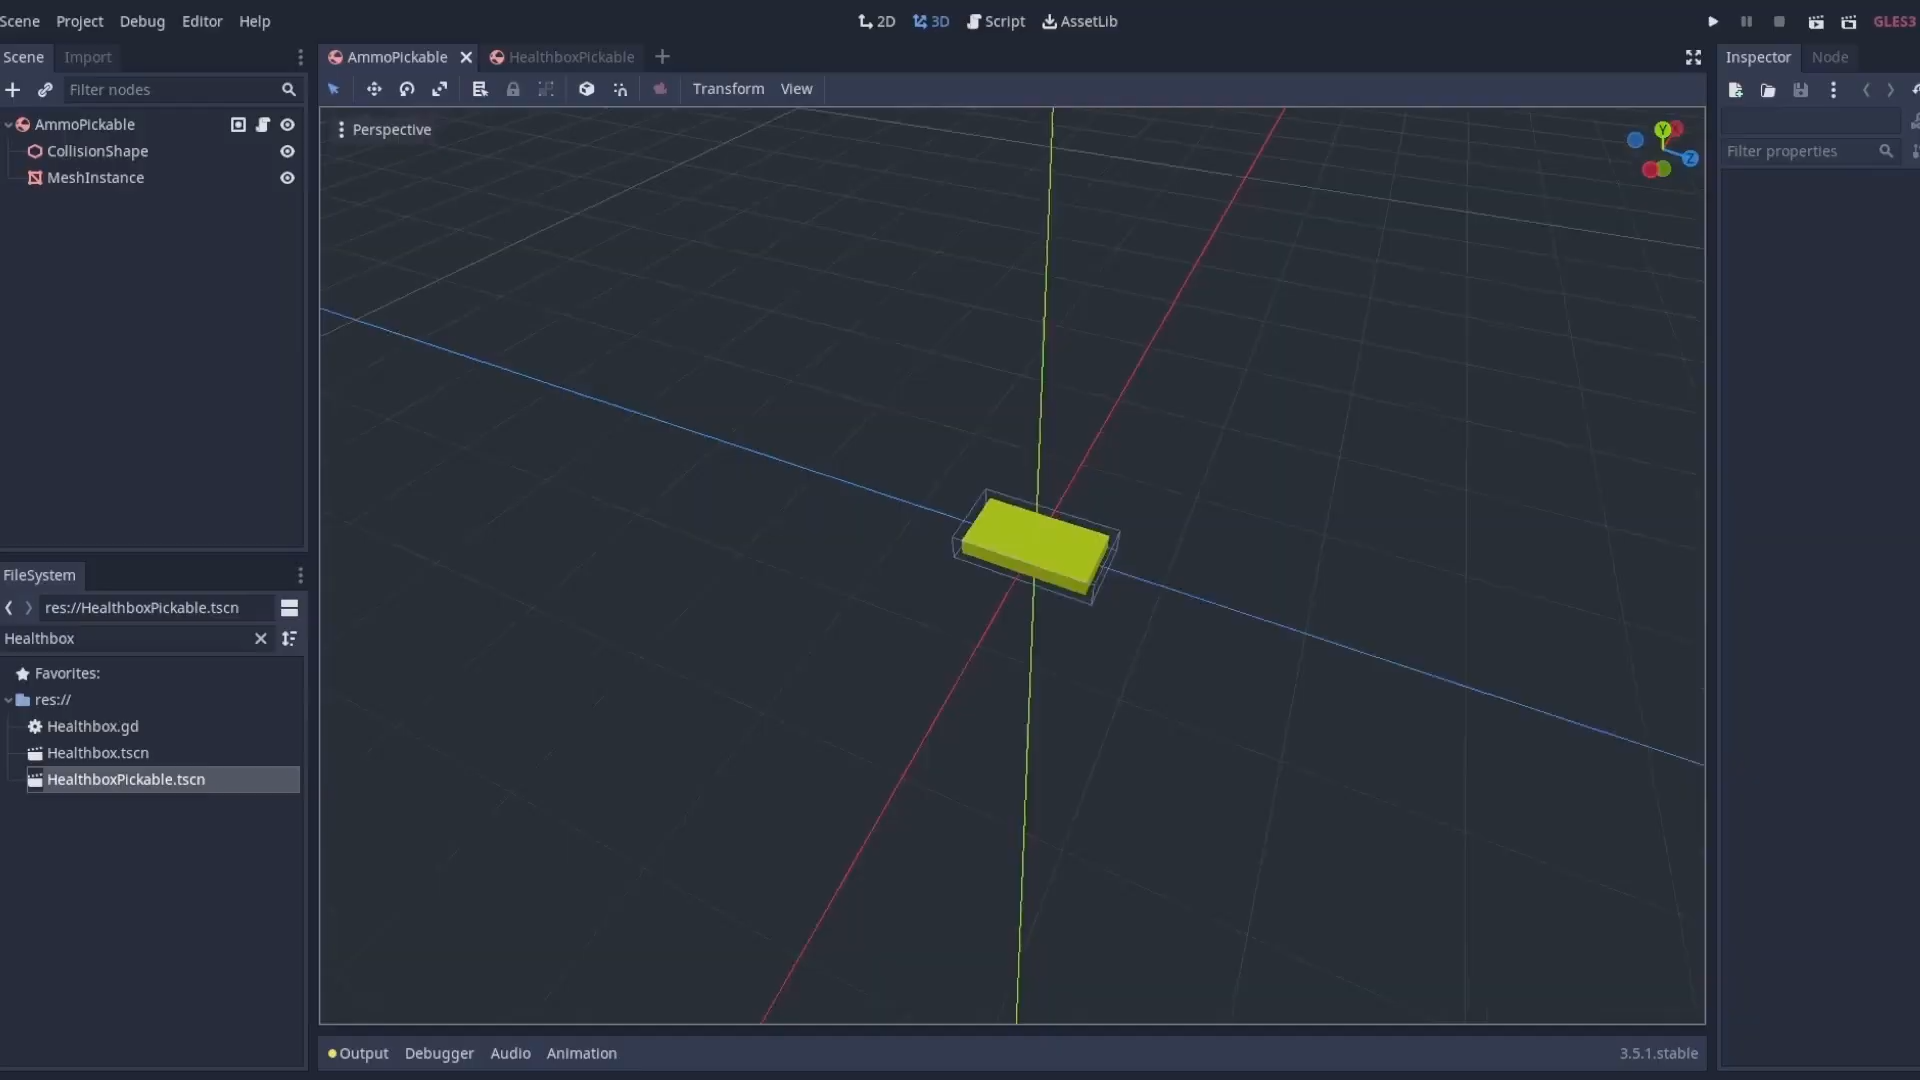 Scene Project Debug Editor Help
2D 3D Script AssetLib
GLES3
Scene Import
AmmoPickable HealthboxPickable
Inspector Node
Filter nodes
Transform View
AmmoPickable
CollisionShape
MeshInstance
Perspective
Y
Z
Filter properties
FileSystem
res://HealthboxPickable.tscn
Healthbox
Favorites:
res://
Healthbox.gd
Healthbox.tscn
HealthboxPickable.tscn
Output Debugger Audio Animation
3.5.1.stable